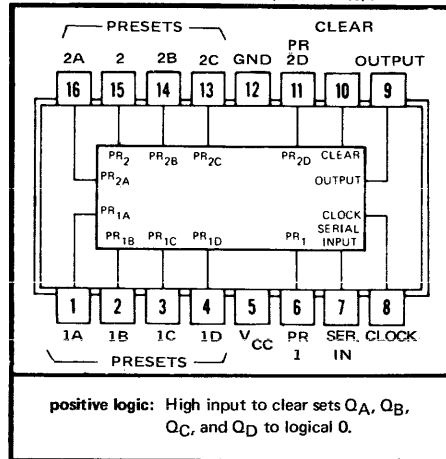 PRESETS CLEAR
2A 2 2B 2C GND PR 2D OUTPUT
16 15 14 13 12 11 10 9
PR2 PR2B PR2C PR2D CLEAR
PR2A OUTPUT
PR1A CLOCK
PR1B PR1C PR1D PR1 SERIAL INPUT
1 2 3 4 5 6 7 8
1A 1B 1C 1D VCC PR 1 SER. IN CLOCK
PRESETS
positive logic: High input to clear sets QA, QB,
QC, and QD to logical 0.